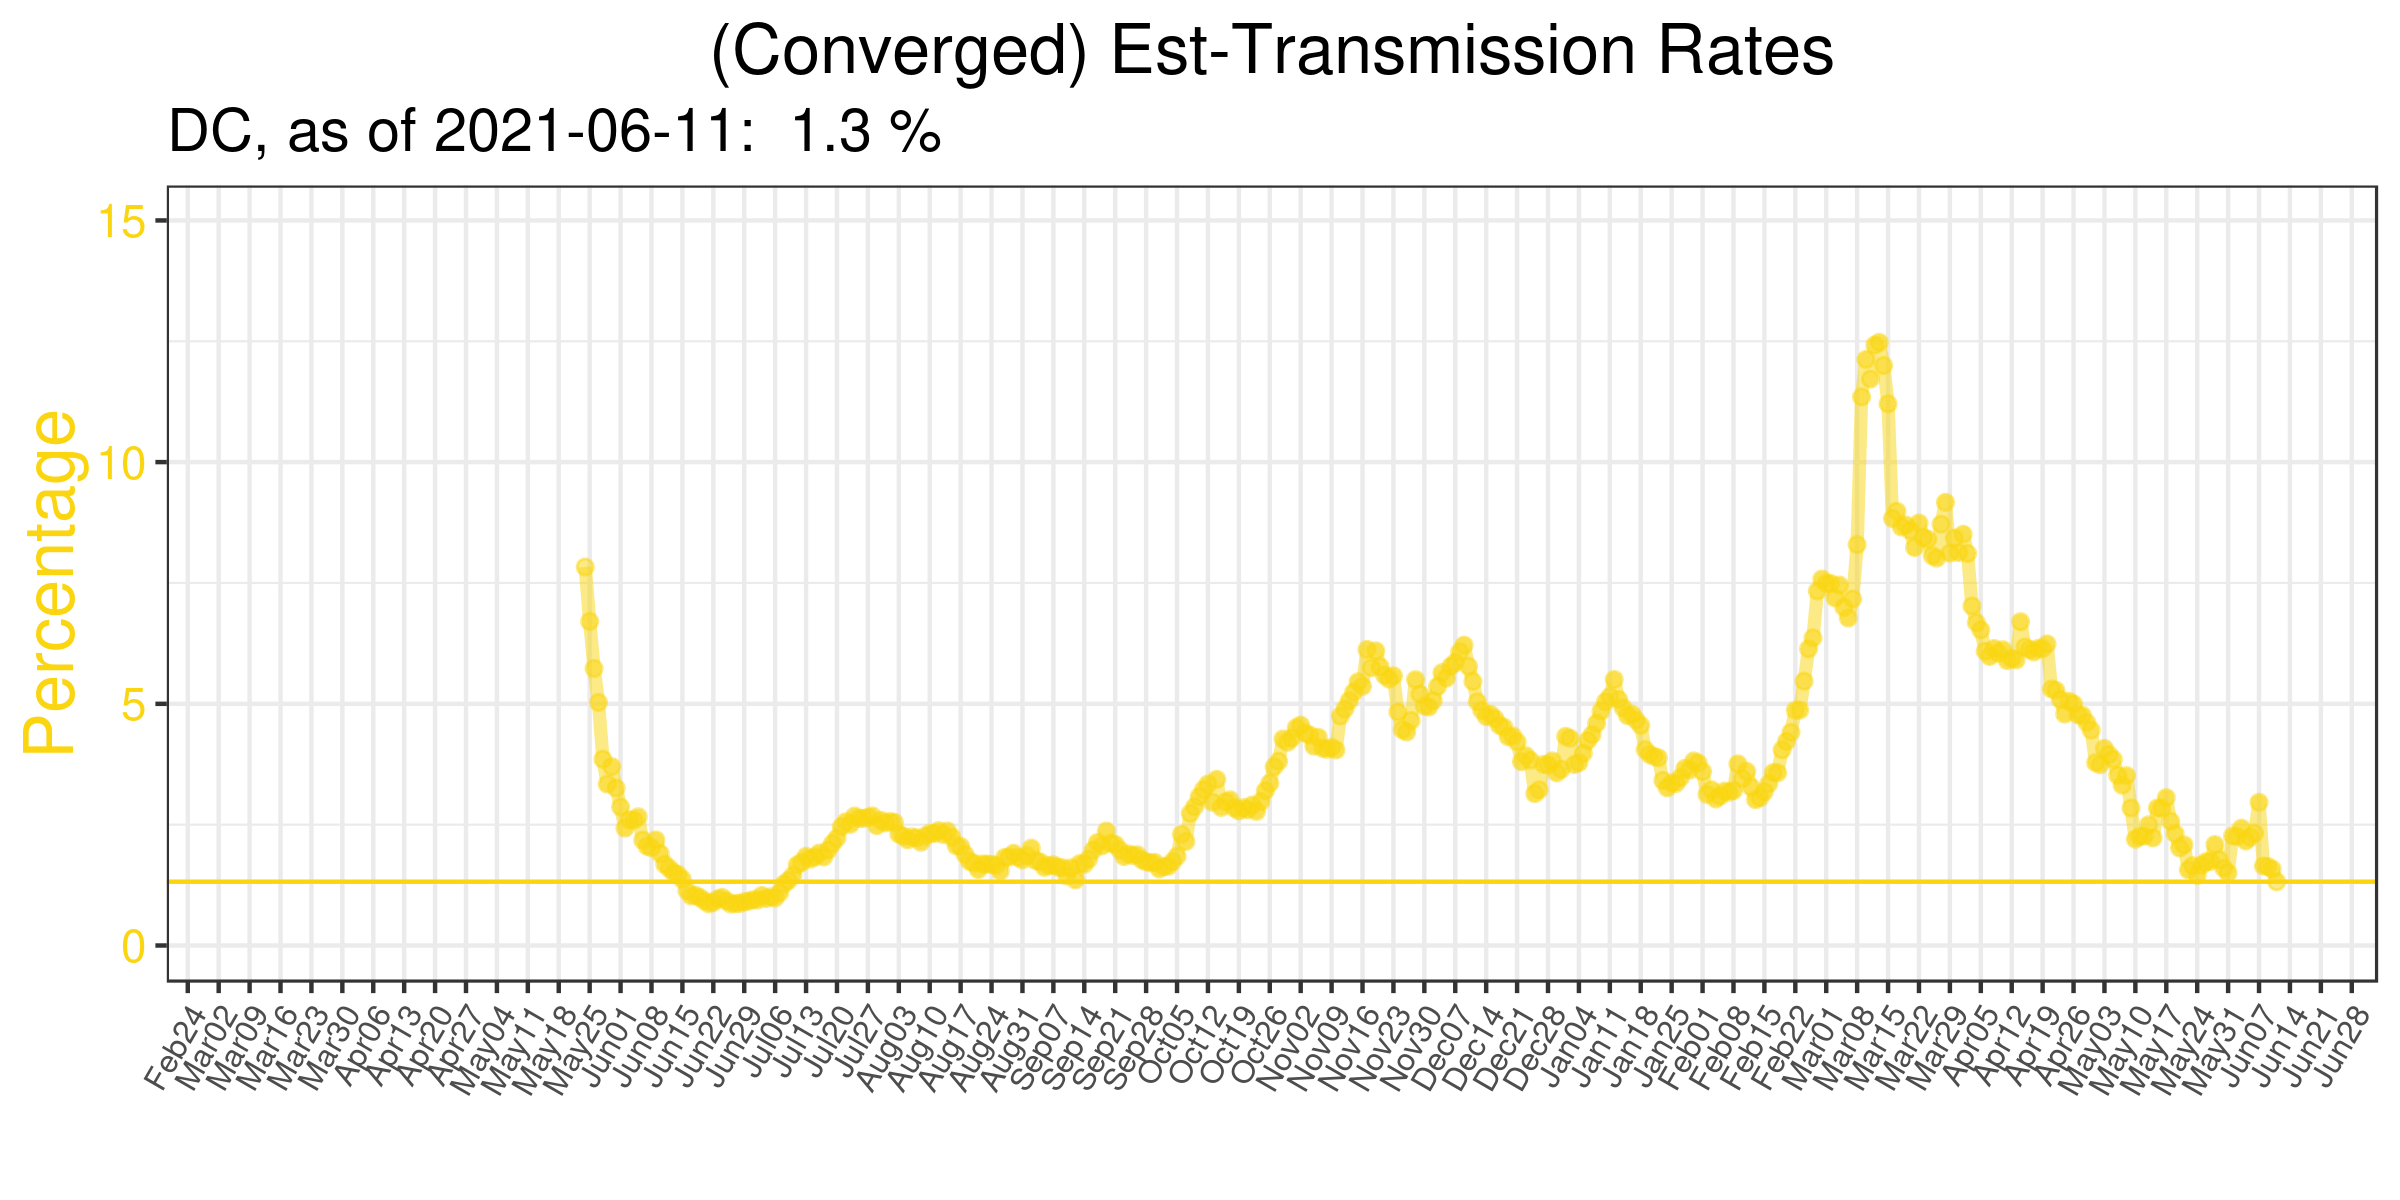 (Converged) Est-Transmission Rates
DC, as of 2021-06-11:  1.3 %
Percentage
15
10
5
0
Feb24
Mar02
Mar09
Mar16
Mar23
Mar30
Apr06
Apr13
Apr20
Apr27
May04
May11
May18
May25
Jun01
Jun08
Jun15
Jun22
Jun29
Jul06
Jul13
Jul20
Jul27
Aug03
Aug10
Aug17
Aug24
Aug31
Sep07
Sep14
Sep21
Sep28
Oct05
Oct12
Oct19
Oct26
Nov02
Nov09
Nov16
Nov23
Nov30
Dec07
Dec14
Dec21
Dec28
Jan04
Jan11
Jan18
Jan25
Feb01
Feb08
Feb15
Feb22
Mar01
Mar08
Mar15
Mar22
Mar29
Apr05
Apr12
Apr19
Apr26
May03
May10
May17
May24
May31
Jun07
Jun14
Jun21
Jun28